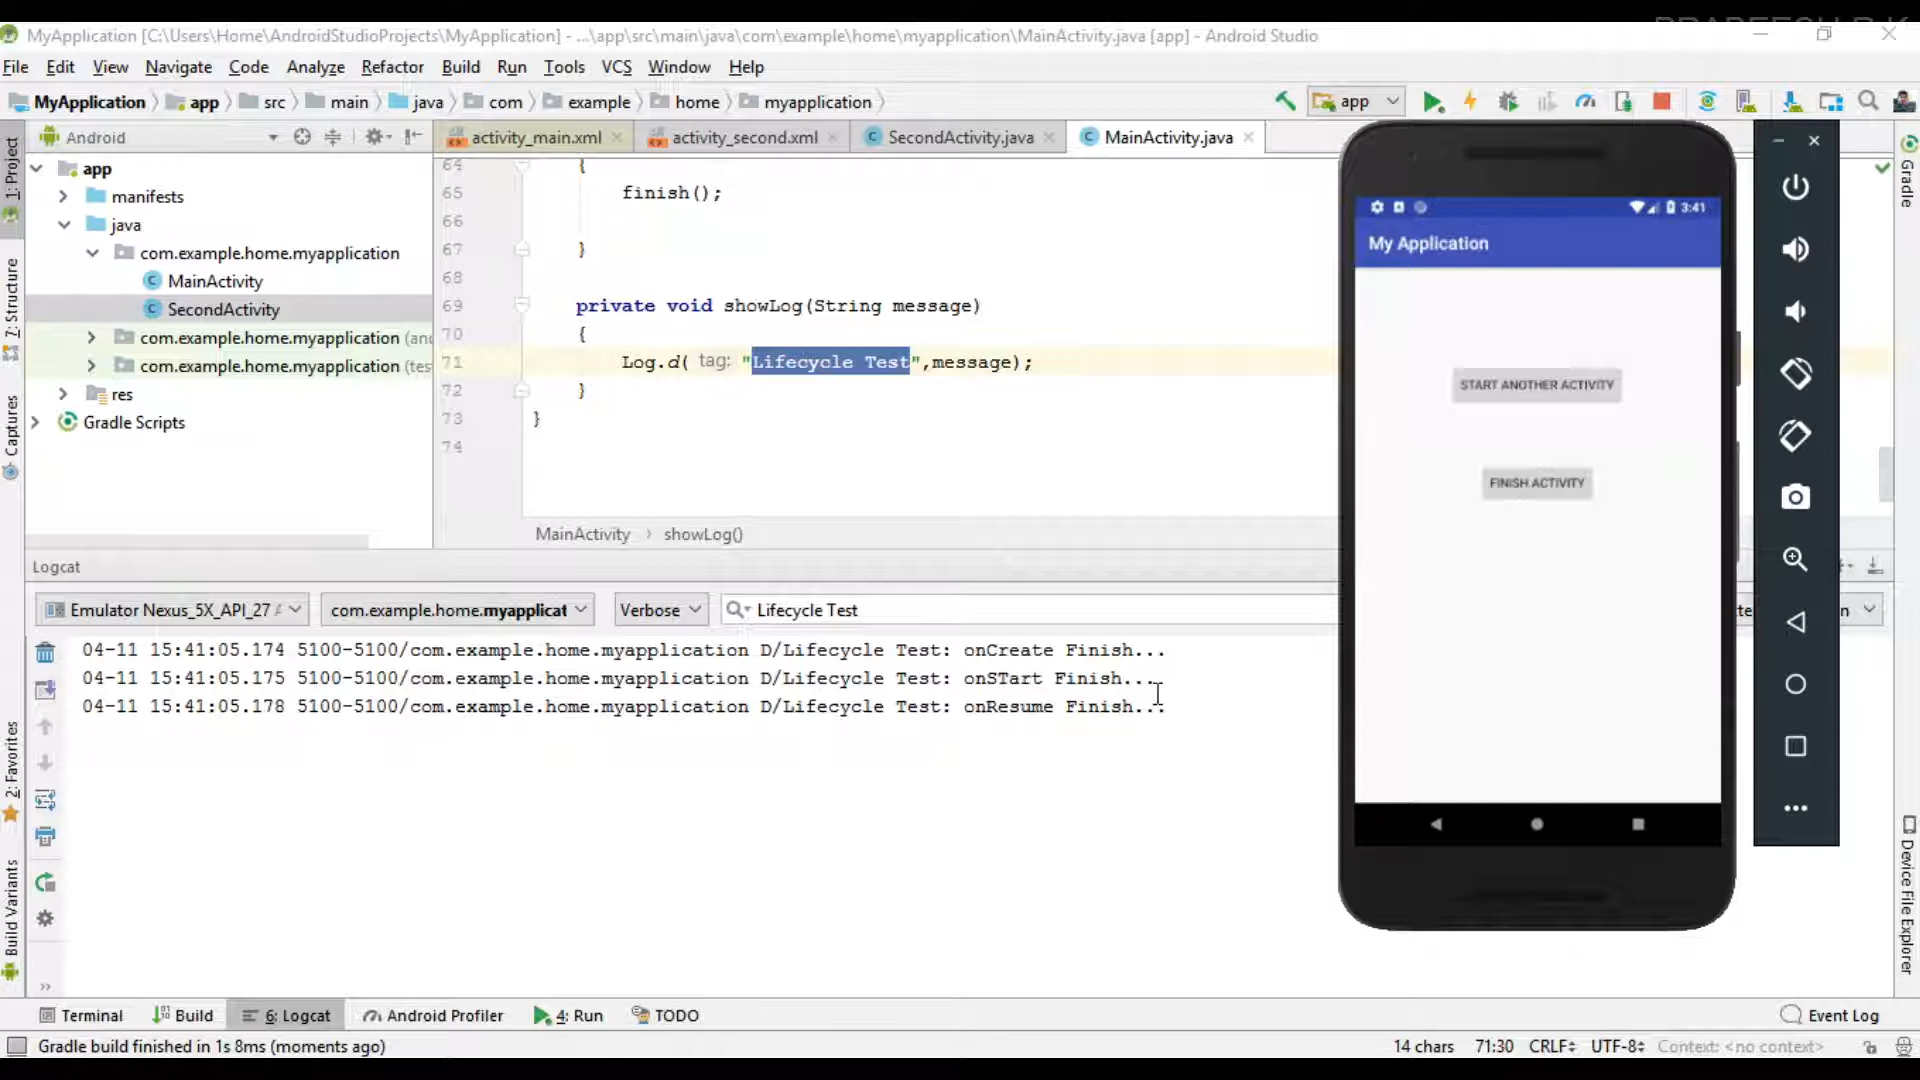 MyApplication [C:\Users\Home\AndroidStudioProjects\MyApplication] - ...\app\src\main\java\com\example\home\myapplication\MainActivity.java [app] - Android Studio
File Edit View Navigate Code Analyze Refactor Build Run Tools VCS Window Help
MyApplication app src main java com example home myapplication app
Android activity_main.xml activity_second.xml SecondActivity.java MainActivity.java
app
manifests
java
com.example.home.myapplication
MainActivity
SecondActivity
com.example.home.myapplication (and
com.example.home.myapplication (tes
res
Gradle Scripts
1: Project
7: Structure
Captures
2: Favorites
Build Variants
64 {
65 finish();
66
67 }
68
69 private void showLog(String message)
70 {
71 Log.d( tag: "Lifecycle Test",message);
72 }
73 }
74
MainActivity › showLog()
3:41
My Application
START ANOTHER ACTIVITY
FINISH ACTIVITY
Gradle
Device File Explorer
Logcat
Emulator Nexus_5X_API_27 com.example.home.myapplicat Verbose Lifecycle Test
04-11 15:41:05.174 5100-5100/com.example.home.myapplication D/Lifecycle Test: onCreate Finish...
04-11 15:41:05.175 5100-5100/com.example.home.myapplication D/Lifecycle Test: onSTart Finish...
04-11 15:41:05.178 5100-5100/com.example.home.myapplication D/Lifecycle Test: onResume Finish...
Terminal Build 6: Logcat Android Profiler 4: Run TODO Event Log
Gradle build finished in 1s 8ms (moments ago) 14 chars 71:30 CRLF UTF-8 Context: <no context>